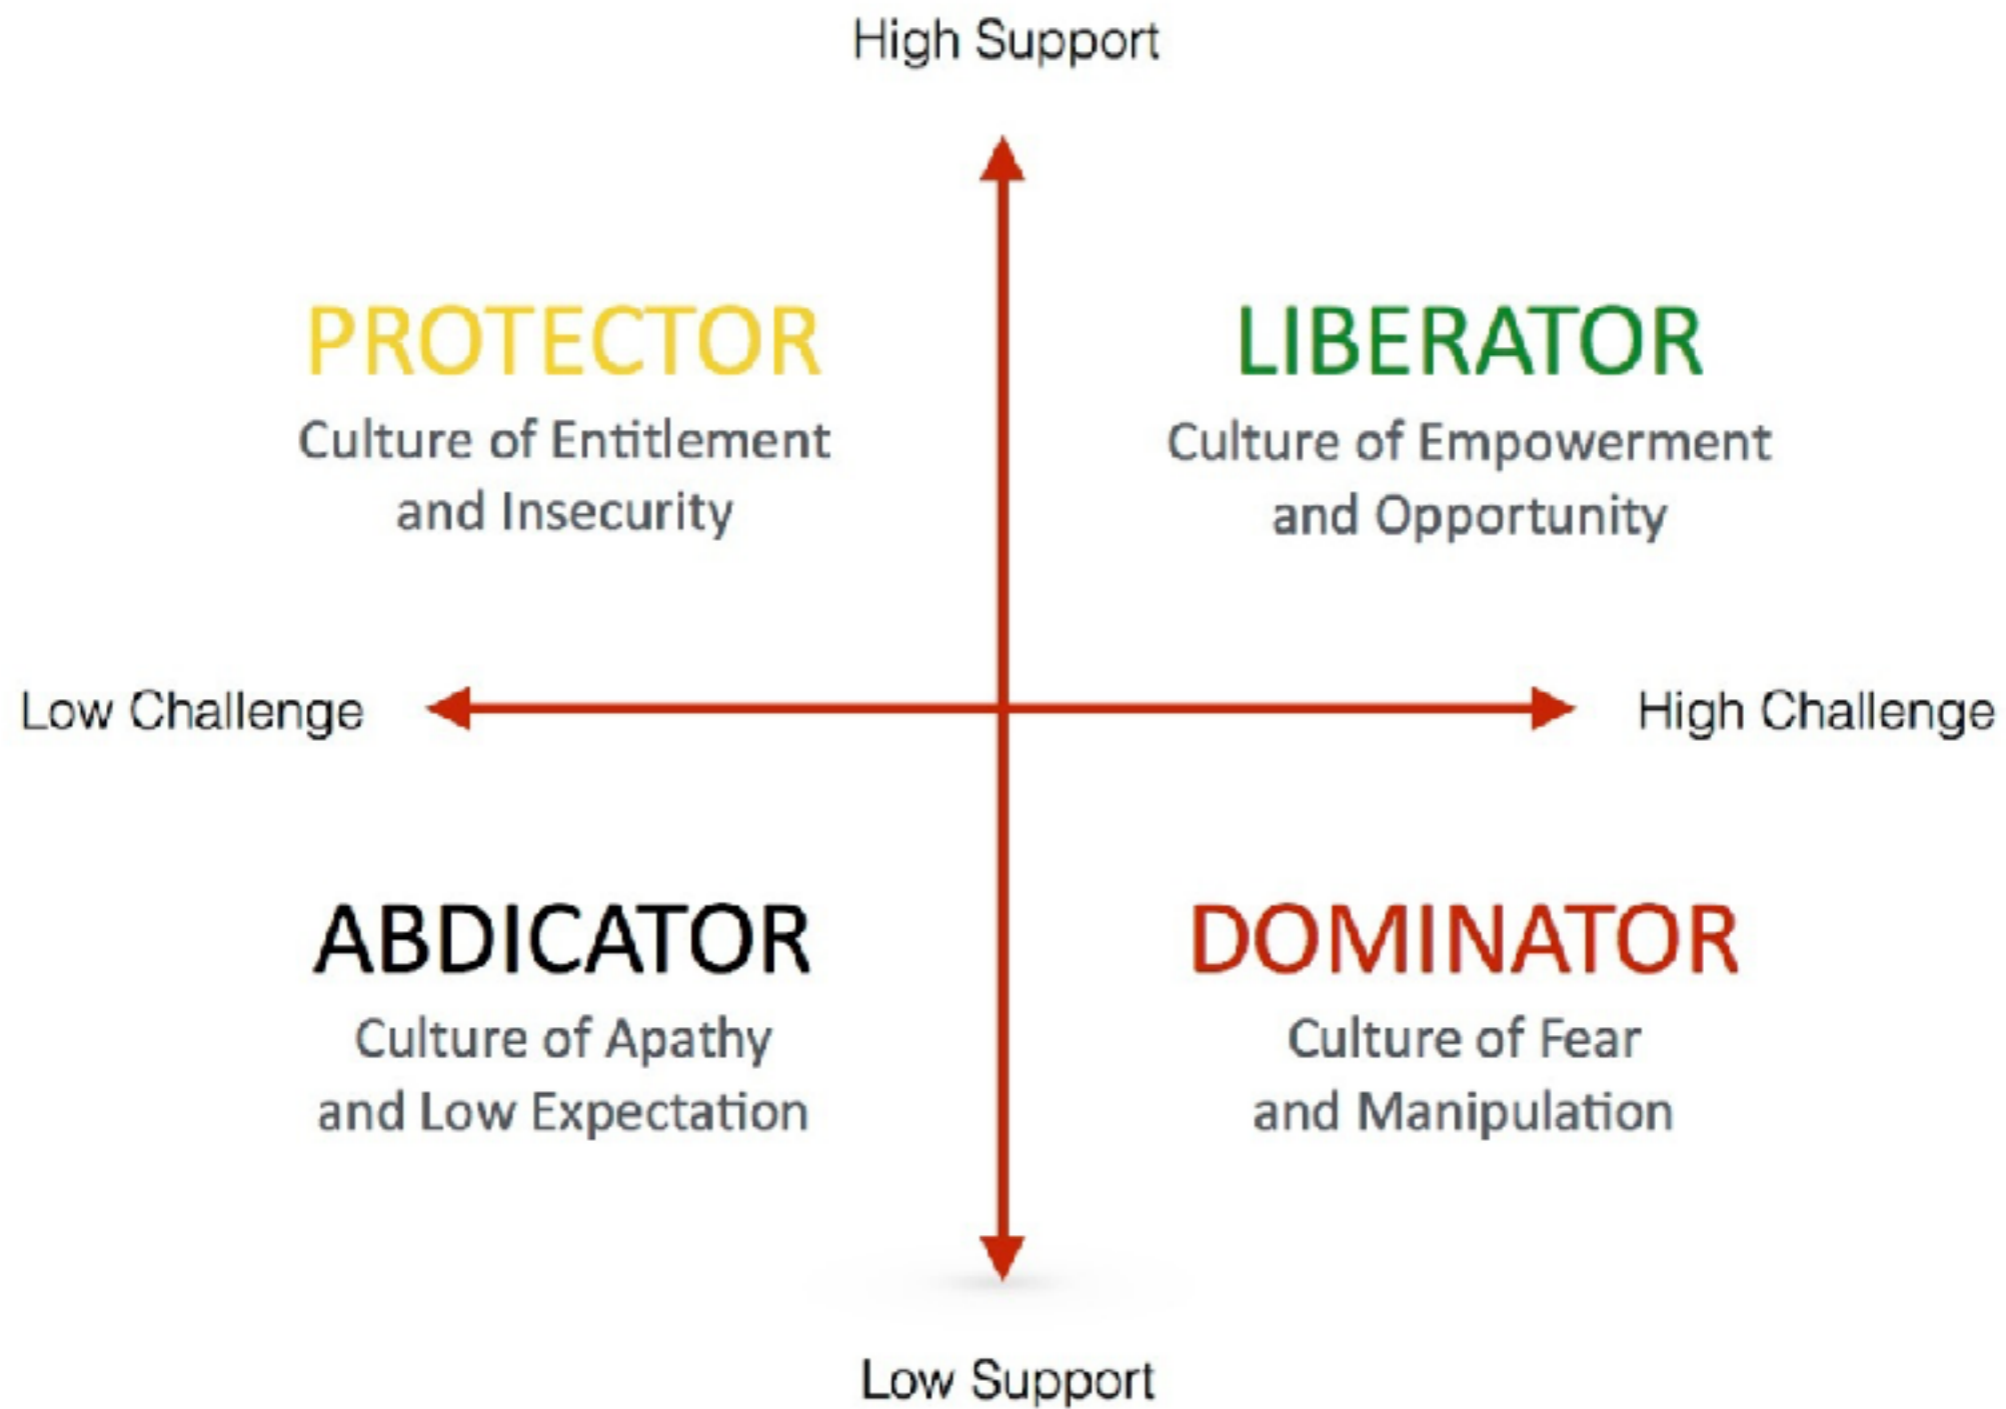 High Support
PROTECTOR
Culture of Entitlement
and Insecurity
LIBERATOR
Culture of Empowerment
and Opportunity
Low Challenge
High Challenge
ABDICATOR
Culture of Apathy
and Low Expectation
DOMINATOR
Culture of Fear
and Manipulation
Low Support